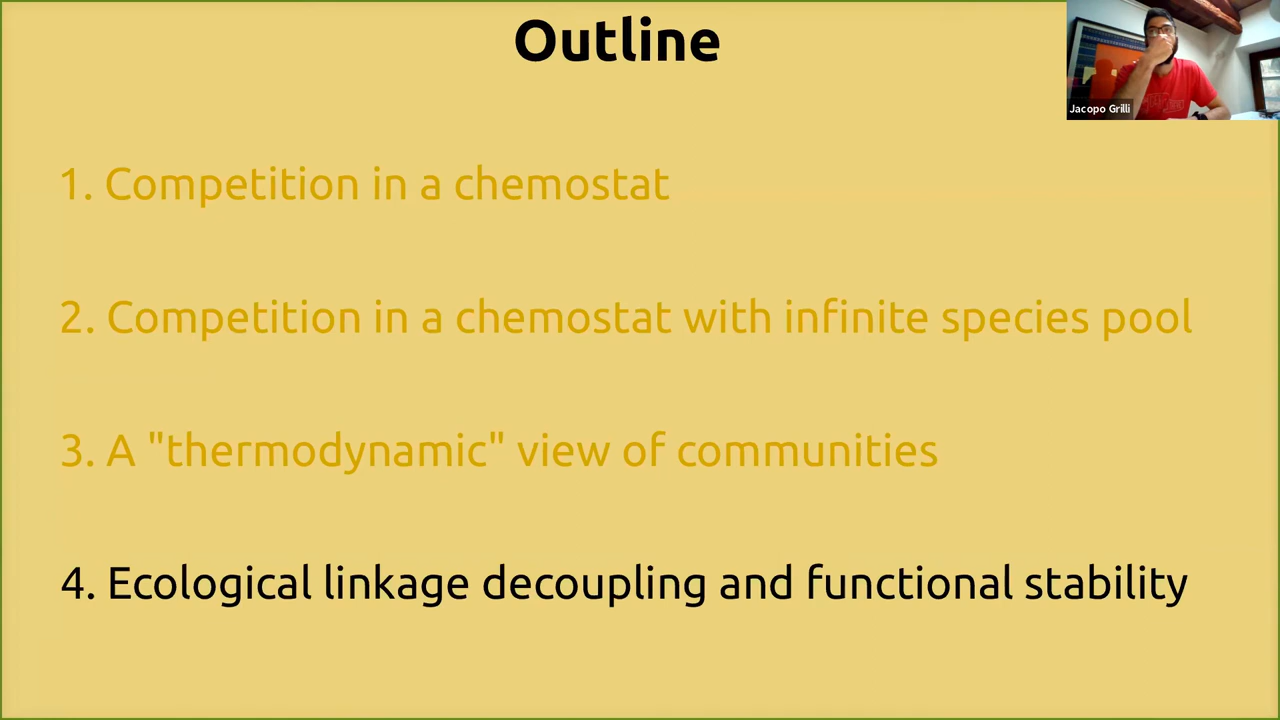 Outline
Jacopo Grilli
1. Competition in a chemostat
2. Competition in a chemostat with infinite species pool
3. A "thermodynamic" view of communities
4. Ecological linkage decoupling and functional stability